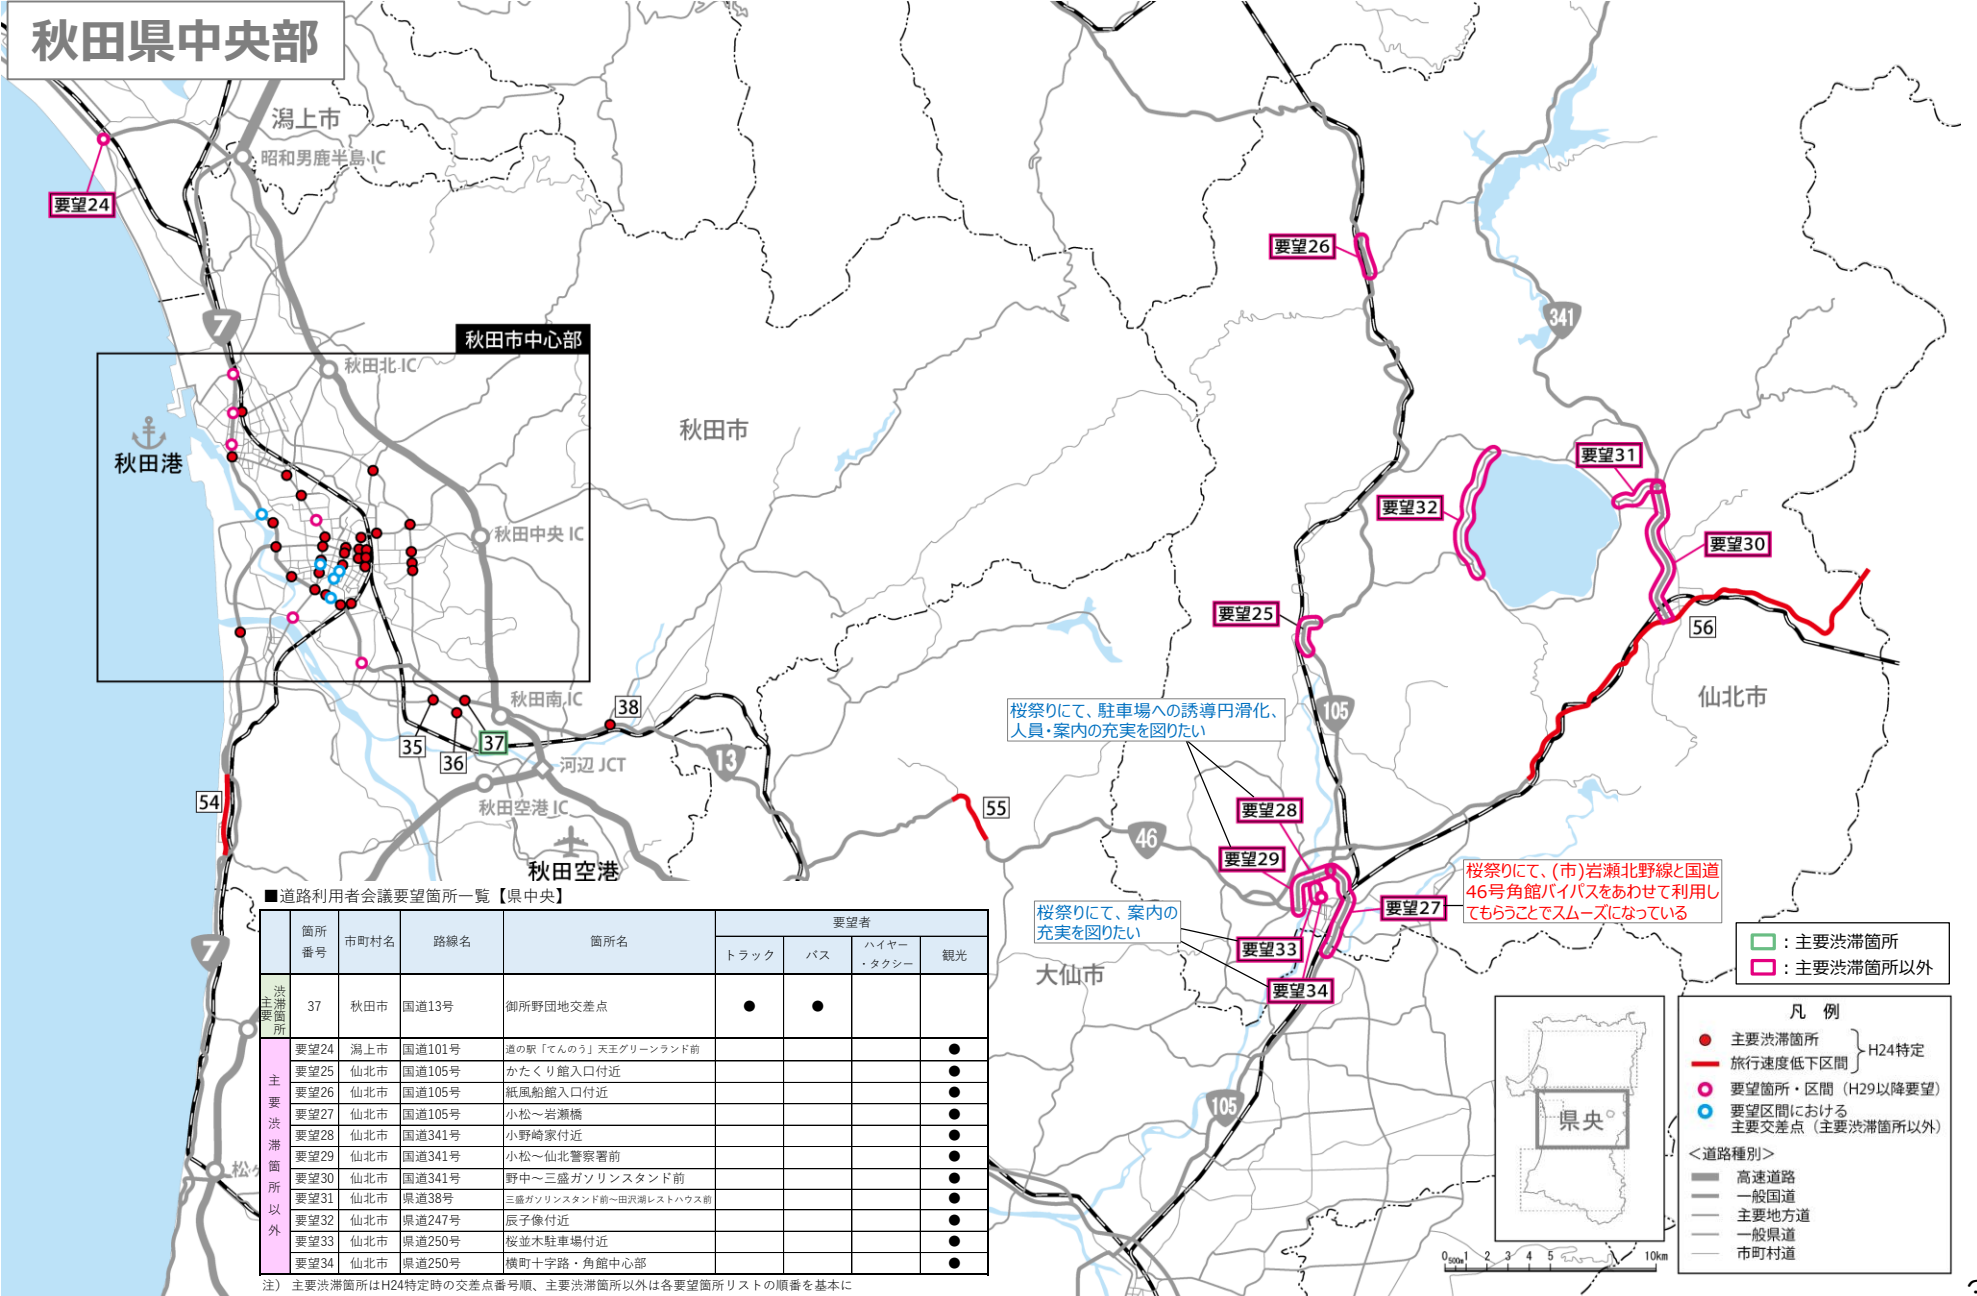 秋田県中央部
潟上市
昭和男鹿半島 IC
要望24
7
秋田市中心部
秋田北 IC
秋田港
秋田市
秋田中央 IC
秋田南 IC
35
36
37
38
13
河辺 JCT
秋田空港 IC
秋田空港
54
55
46
7
要望26
341
要望31
要望32
要望30
要望25
56
105
仙北市
桜祭りにて、駐車場への誘導円滑化、
人員・案内の充実を図りたい
要望28
要望29
桜祭りにて、(市)岩瀬北野線と国道
46号角館バイパスをあわせて利用し
てもらうことでスムーズになっている
要望27
桜祭りにて、案内の
充実を図りたい
要望33
要望34
大仙市
105
■道路利用者会議要望箇所一覧【県中央】
箇所番号 市町村名 路線名 箇所名 要望者
トラック バス ハイヤー・タクシー 観光
主要渋滞箇所
37 秋田市 国道13号 御所野団地交差点 ● ●
主要渋滞箇所以外
要望24 潟上市 国道101号 道の駅「てんのう」天王グリーンランド前 ●
要望25 仙北市 国道105号 かたくり館入口付近 ●
要望26 仙北市 国道105号 紙風船館入口付近 ●
要望27 仙北市 国道105号 小松～岩瀬橋 ●
要望28 仙北市 国道341号 小野崎家付近 ●
要望29 仙北市 国道341号 小松～仙北警察署前 ●
要望30 仙北市 国道341号 野中～三盛ガソリンスタンド前 ●
要望31 仙北市 県道38号 三盛ガソリンスタンド前～田沢湖レストハウス前 ●
要望32 仙北市 県道247号 辰子像付近 ●
要望33 仙北市 県道250号 桜並木駐車場付近 ●
要望34 仙北市 県道250号 横町十字路・角館中心部 ●
注） 主要渋滞箇所はH24特定時の交差点番号順、主要渋滞箇所以外は各要望箇所リストの順番を基本に
松
：主要渋滞箇所
：主要渋滞箇所以外
県央
凡 例
主要渋滞箇所
旅行速度低下区間
H24特定
要望箇所・区間（H29以降要望）
要望区間における
主要交差点（主要渋滞箇所以外）
＜道路種別＞
高速道路
一般国道
主要地方道
一般県道
市町村道
0 500m 1 2 3 4 5 10km